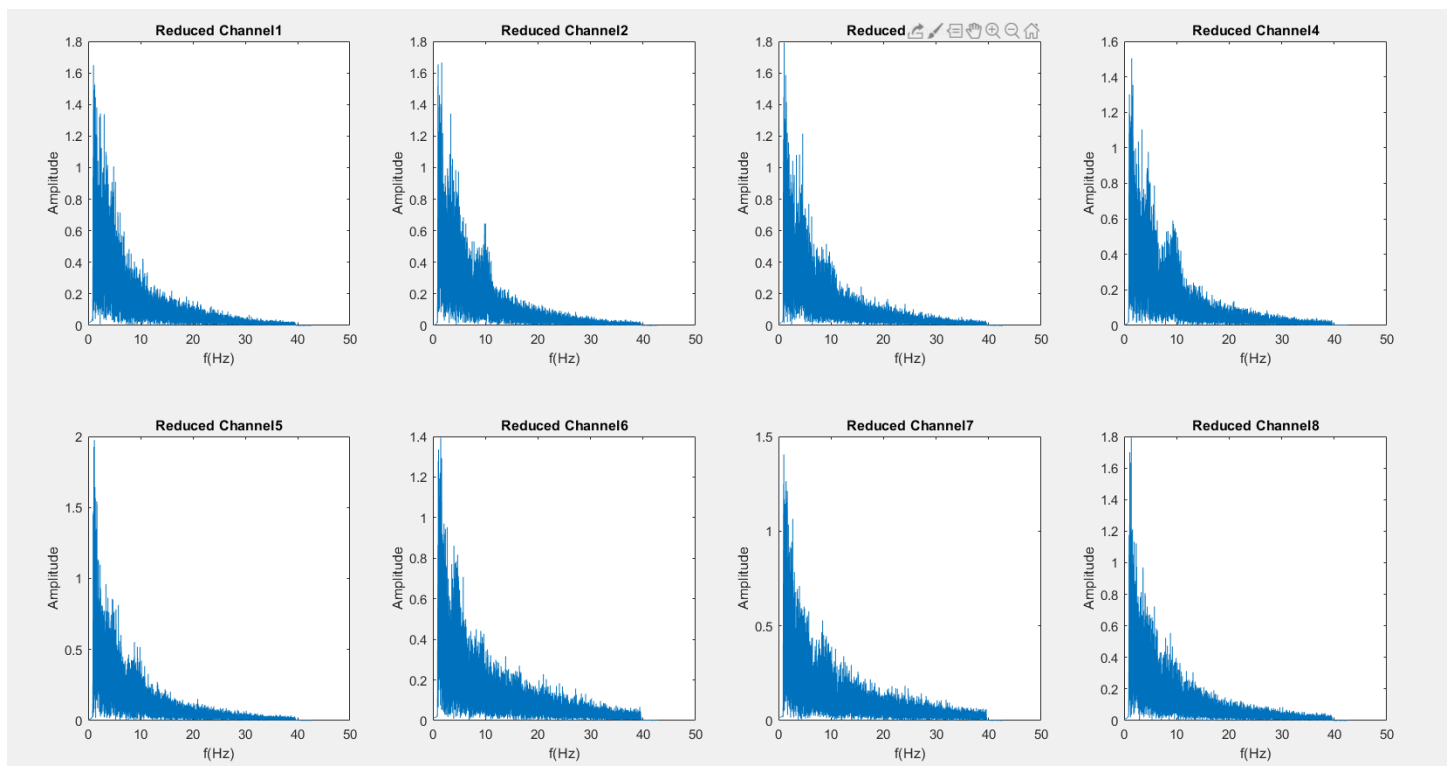 Reduced Channel1
1.8
1.6
1.4
1.2
1
0.8
0.6
0.4
0.2
0
Amplitude
0 10 20 30 40 50
f(Hz)
Reduced Channel2
1.8
1.6
1.4
1.2
1
0.8
0.6
0.4
0.2
0
Amplitude
0 10 20 30 40 50
f(Hz)
Reduced
1.8
1.6
1.4
1.2
1
0.8
0.6
0.4
0.2
0
Amplitude
0 10 20 30 40 50
f(Hz)
Reduced Channel4
1.6
1.4
1.2
1
0.8
0.6
0.4
0.2
0
Amplitude
0 10 20 30 40 50
f(Hz)
Reduced Channel5
2
1.5
1
0.5
0
Amplitude
0 10 20 30 40 50
f(Hz)
Reduced Channel6
1.4
1.2
1
0.8
0.6
0.4
0.2
0
Amplitude
0 10 20 30 40 50
f(Hz)
Reduced Channel7
1.5
1
0.5
0
Amplitude
0 10 20 30 40 50
f(Hz)
Reduced Channel8
1.8
1.6
1.4
1.2
1
0.8
0.6
0.4
0.2
0
Amplitude
0 10 20 30 40 50
f(Hz)